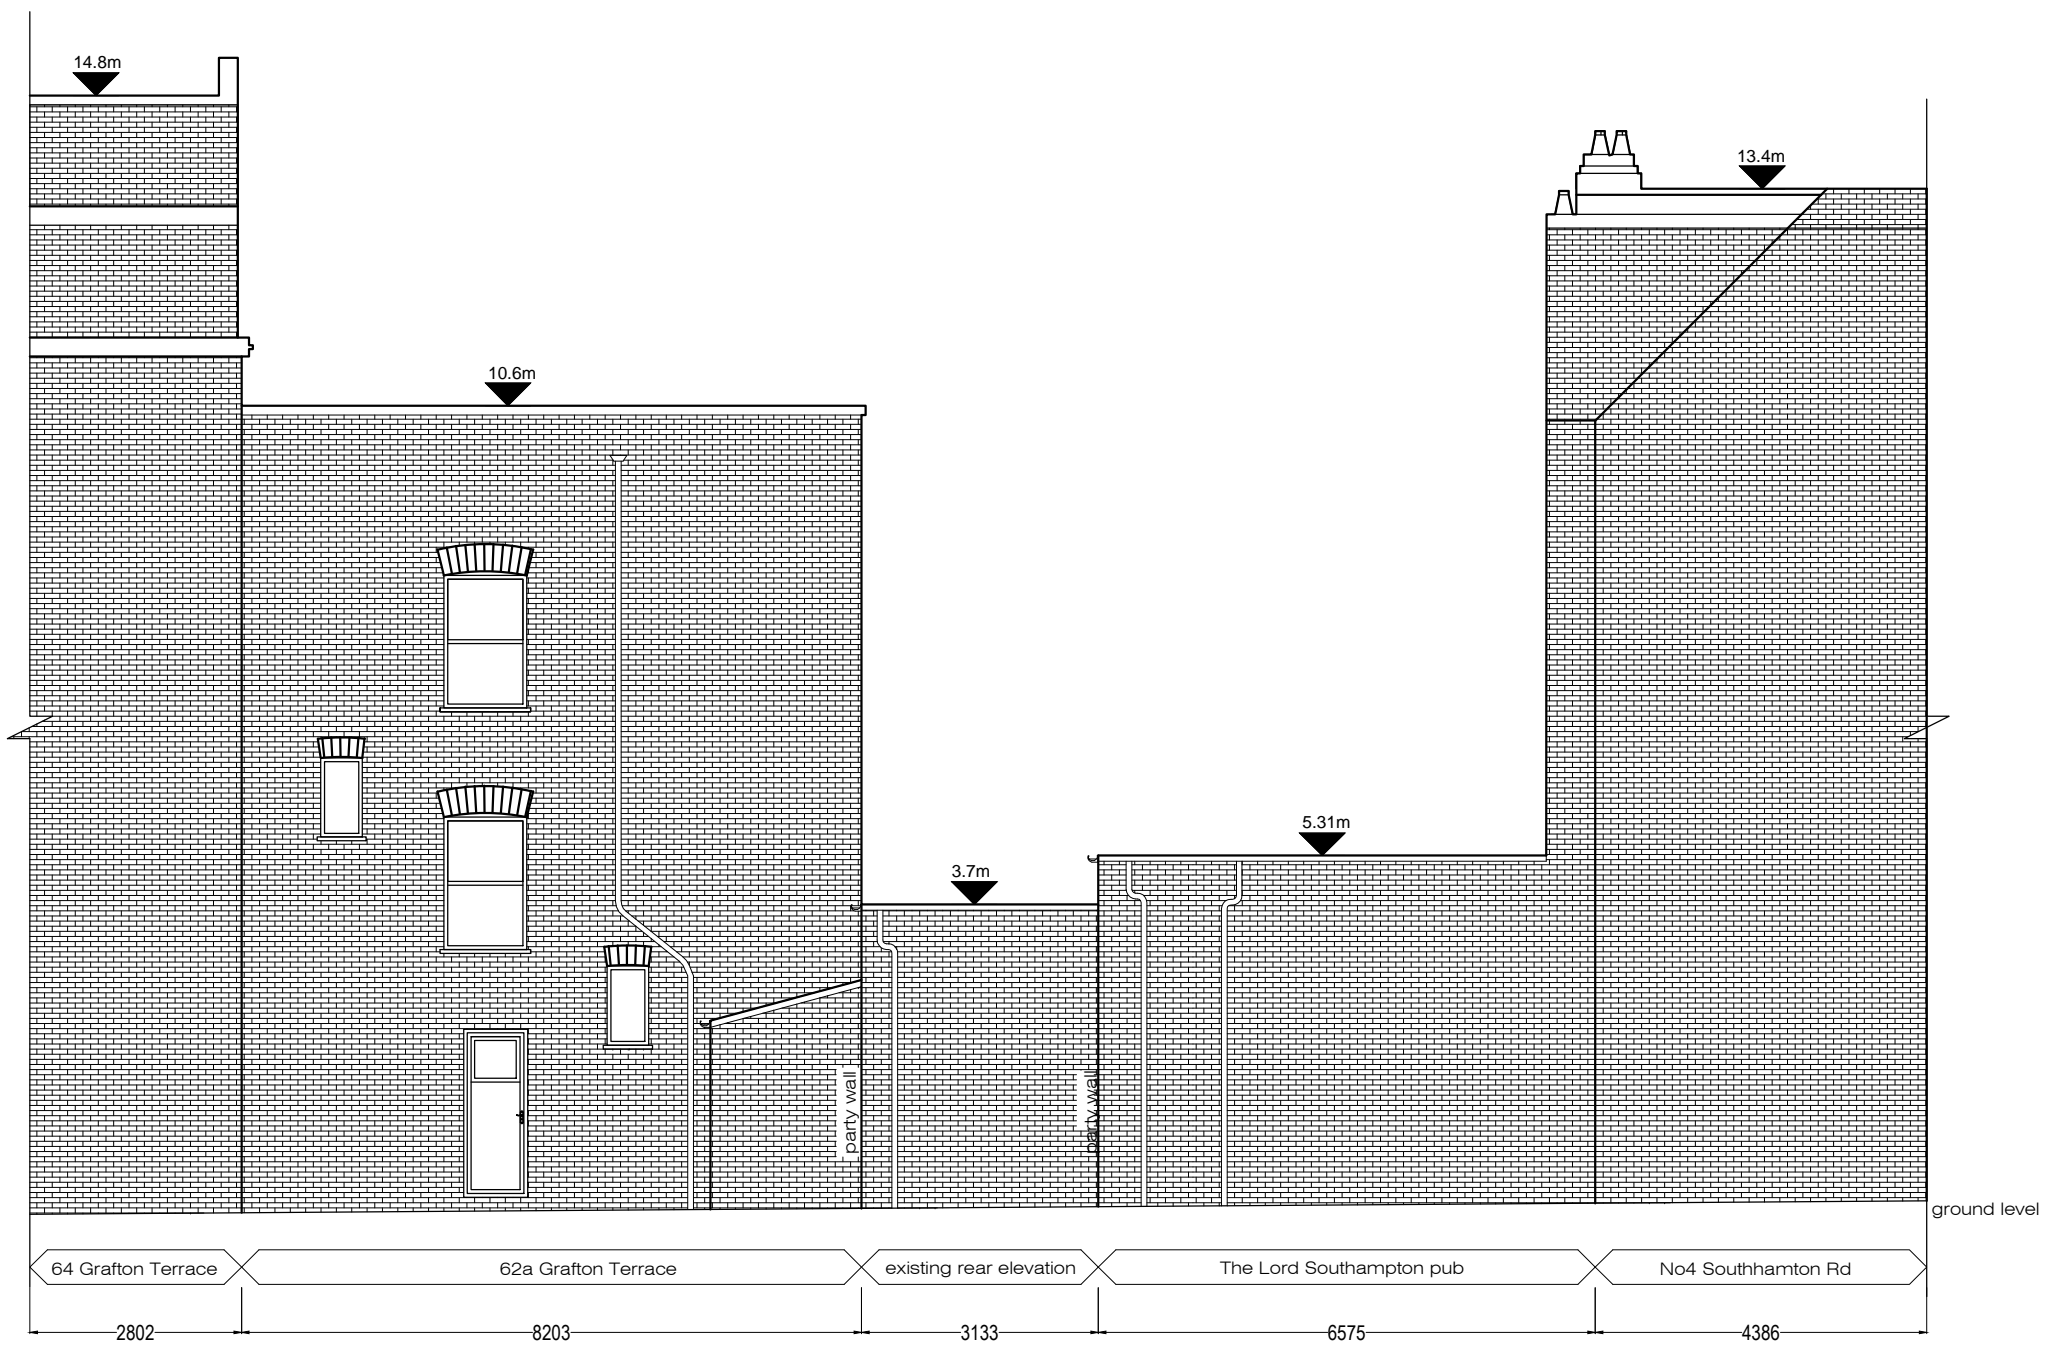 14.8m
13.4m
10.6m
5.31m
3.7m
party wall
party wall
ground level
64 Grafton Terrace
62a Grafton Terrace
existing rear elevation
The Lord Southampton pub
No4 Southhamton Rd
2802
8203
3133
6575
4386